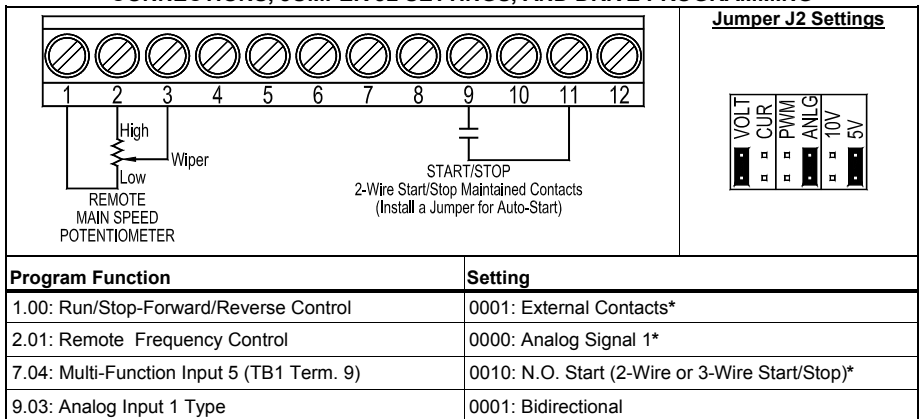 CONNECTIONS, JUMPER J2 SETTINGS, AND DRIVE PROGRAMMING
Jumper J2 Settings
1 2 3 4 5 6 7 8 9 10 11 12
High
Wiper
Low
REMOTE
MAIN SPEED
POTENTIOMETER
START/STOP
2-Wire Start/Stop Maintained Contacts
(Install a Jumper for Auto-Start)
VOLT
CUR
PWM
ANLG
10V
5V
Program Function Setting
1.00: Run/Stop-Forward/Reverse Control 0001: External Contacts*
2.01: Remote Frequency Control 0000: Analog Signal 1*
7.04: Multi-Function Input 5 (TB1 Term. 9) 0010: N.O. Start (2-Wire or 3-Wire Start/Stop)*
9.03: Analog Input 1 Type 0001: Bidirectional